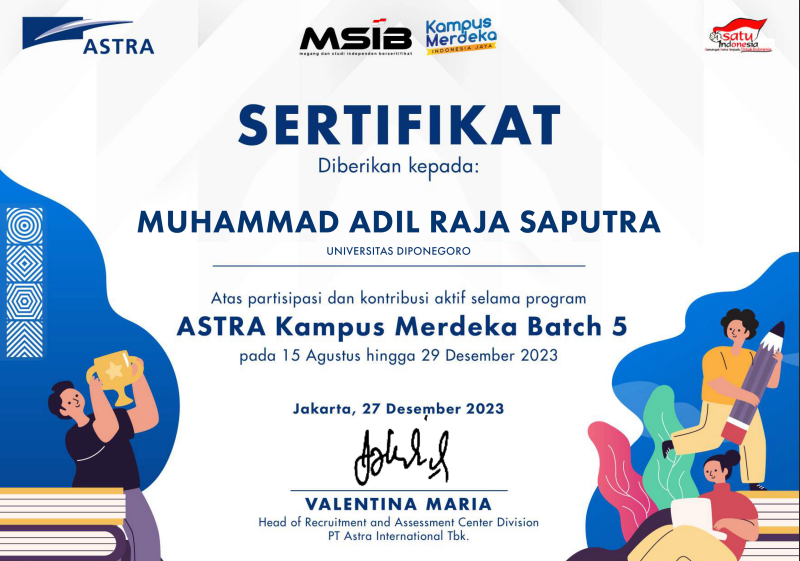 ASTRA
MSIB
magang dan studi independen bersertifikat
Kampus
Merdeka
INDONESIA JAYA
satu
Indonesia
SERTIFIKAT
Diberikan kepada:
MUHAMMAD ADIL RAJA SAPUTRA
UNIVERSITAS DIPONEGORO
Atas partisipasi dan kontribusi aktif selama program
ASTRA Kampus Merdeka Batch 5
pada 15 Agustus hingga 29 Desember 2023
Jakarta, 27 Desember 2023
VALENTINA MARIA
Head of Recruitment and Assessment Center Division
PT Astra International Tbk.